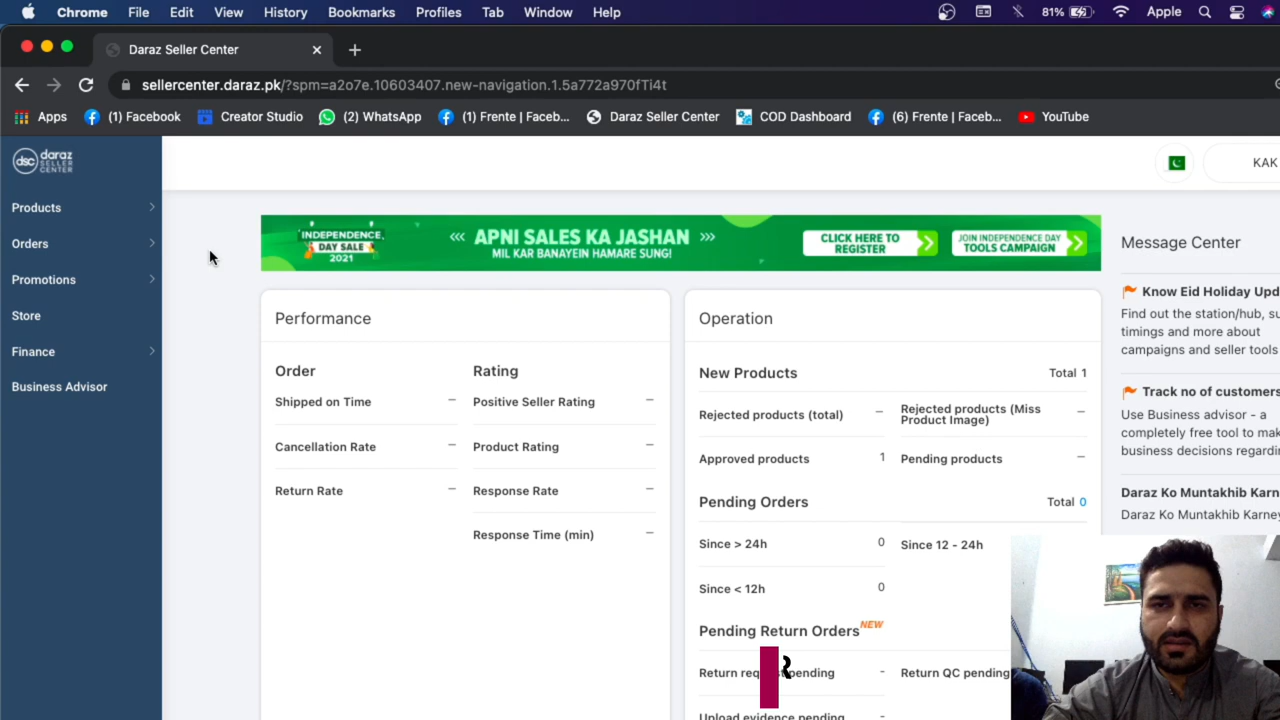 Chrome File Edit View History Bookmarks Profiles Tab Window Help 81% Apple
Daraz Seller Center
sellercenter.daraz.pk/?spm=a2o7e.10603407.new-navigation.1.5a772a970fTi4t
Apps (1) Facebook Creator Studio (2) WhatsApp (1) Frente | Faceb... Daraz Seller Center COD Dashboard (6) Frente | Faceb... YouTube
dsc daraz
SELLER
CENTER
KAK
Products
Orders
Promotions
Store
Finance
Business Advisor
INDEPENDENCE
DAY SALE
2021
APNI SALES KA JASHAN
MIL KAR BANAYEIN HAMARE SUNG!
CLICK HERE TO
REGISTER
JOIN INDEPENDENCE DAY
TOOLS CAMPAIGN
Performance
Order
Shipped on Time –
Cancellation Rate –
Return Rate –
Rating
Positive Seller Rating –
Product Rating –
Response Rate –
Response Time (min) –
Operation
New Products Total 1
Rejected products (total) –
Rejected products (Miss
Product Image) –
Approved products 1
Pending products –
Pending Orders Total 0
Since > 24h 0
Since 12 - 24h
Since < 12h 0
Pending Return Orders NEW
Return pending -
Return QC pending
Upload evidence pending -
R
Message Center
Know Eid Holiday Upd
Find out the station/hub, su
timings and more about
campaigns and seller tools
Track no of customers
Use Business advisor - a
completely free tool to mak
business decisions regardin
Daraz Ko Muntakhib Karn
Daraz Ko Muntakhib Karney